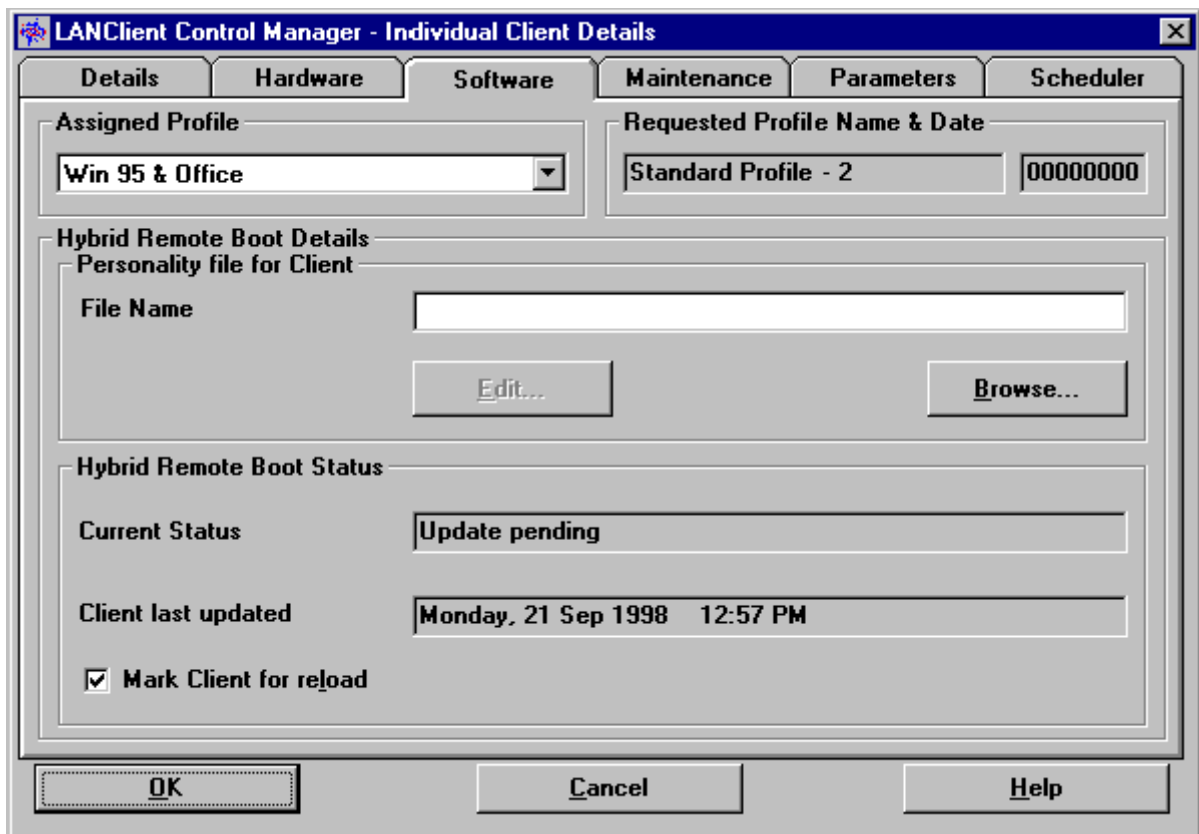 LANClient Control Manager - Individual Client Details
Details Hardware Software Maintenance Parameters Scheduler
Assigned Profile
Win 95 & Office
Requested Profile Name & Date
Standard Profile - 2 00000000
Hybrid Remote Boot Details
Personality file for Client
File Name
Edit... Browse...
Hybrid Remote Boot Status
Current Status Update pending
Client last updated Monday, 21 Sep 1998 12:57 PM
Mark Client for reload
OK Cancel Help